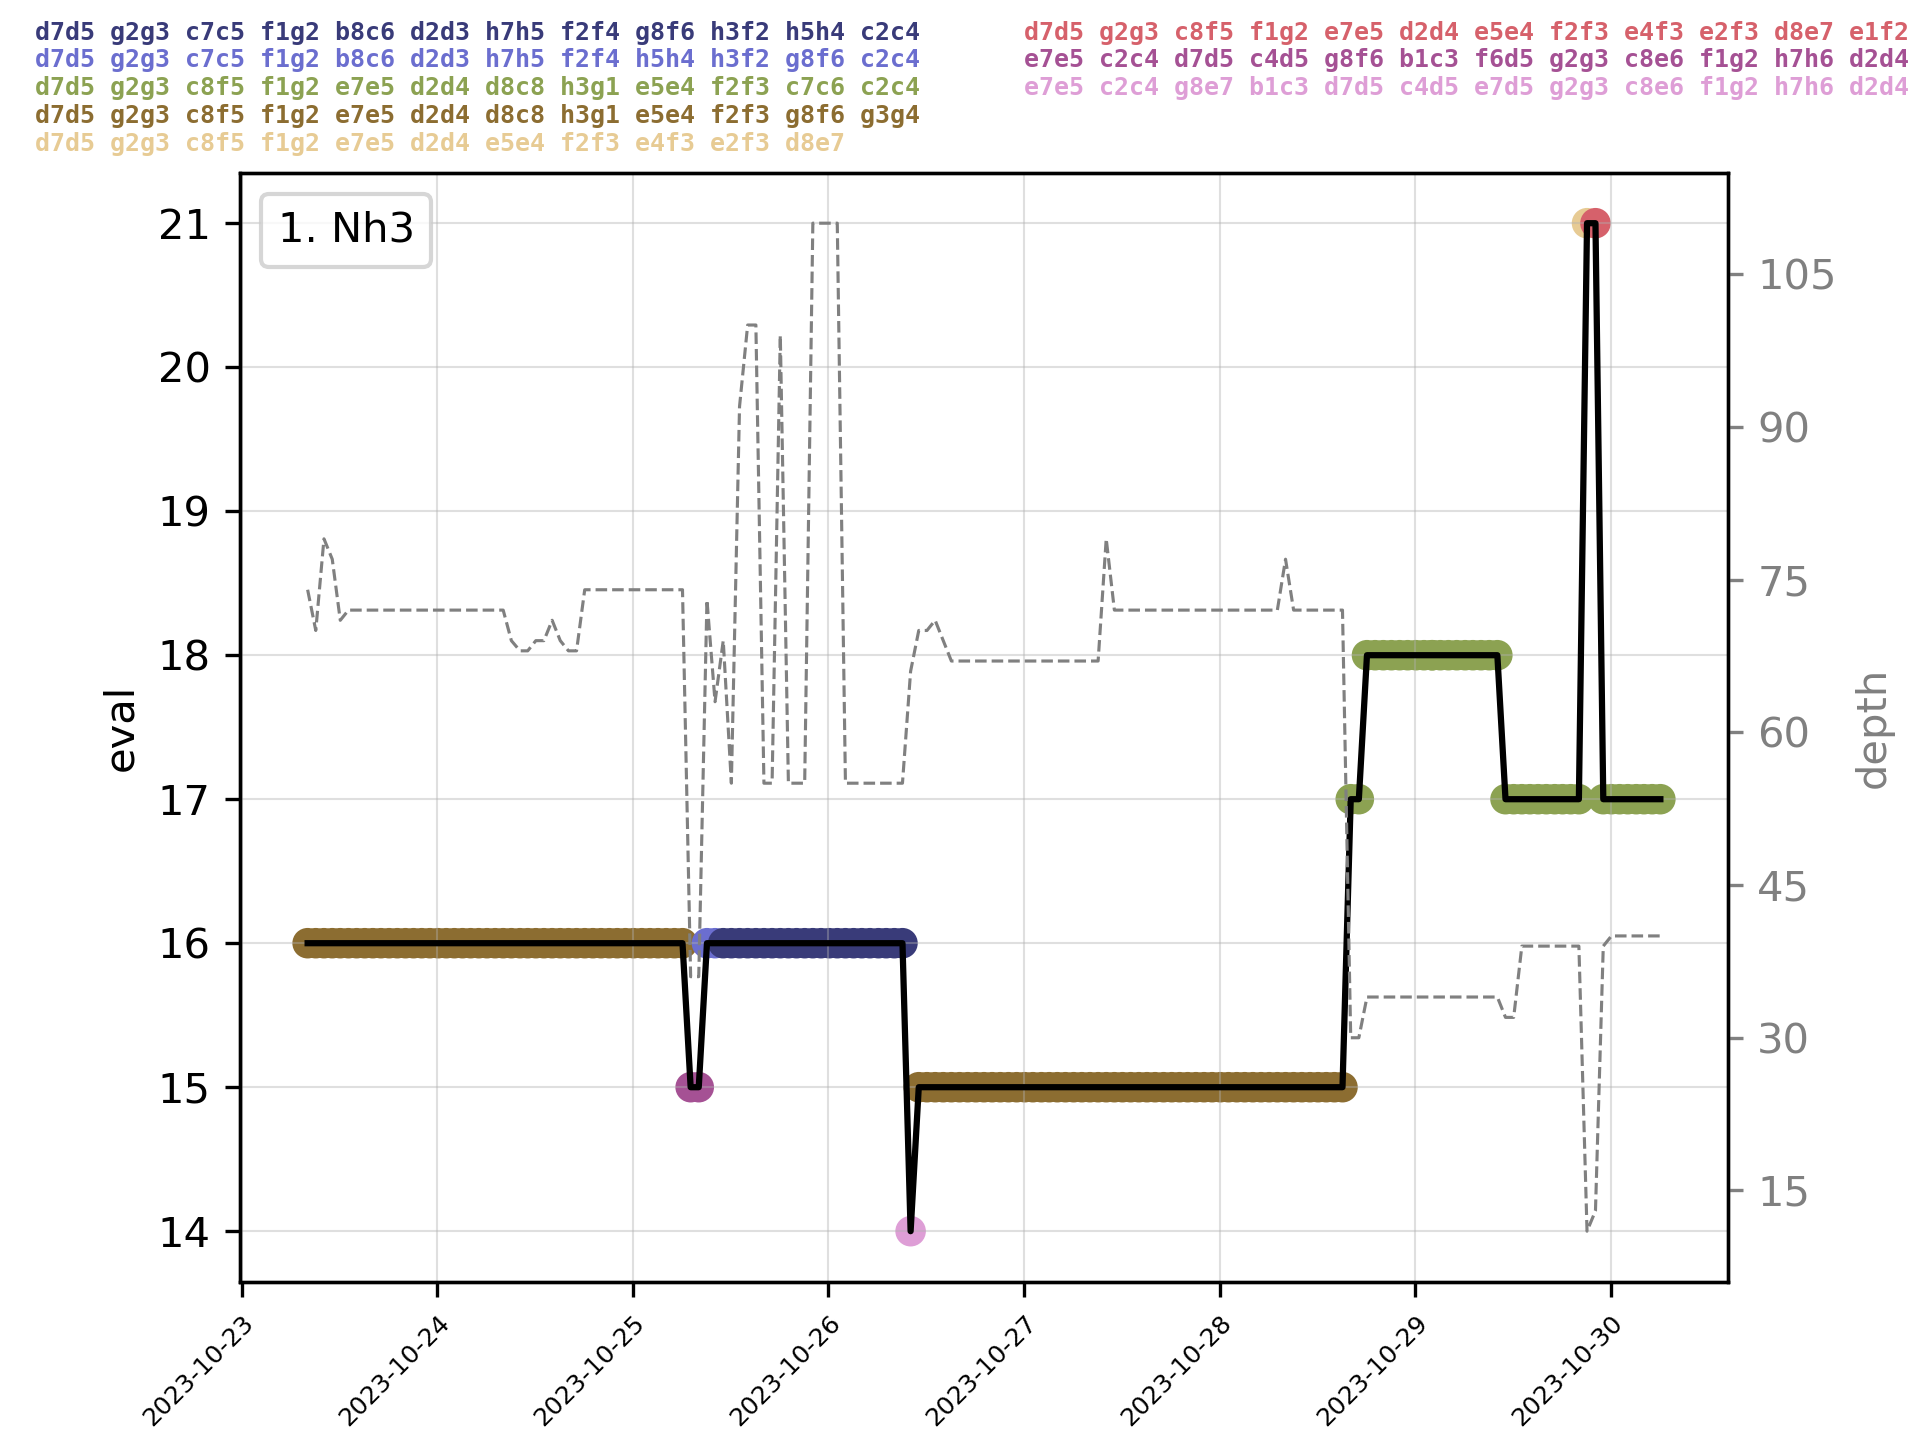 d7d5 g2g3 c7c5 f1g2 b8c6 d2d3 h7h5 f2f4 g8f6 h3f2 h5h4 c2c4
d7d5 g2g3 c7c5 f1g2 b8c6 d2d3 h7h5 f2f4 h5h4 h3f2 g8f6 c2c4
d7d5 g2g3 c8f5 f1g2 e7e5 d2d4 d8c8 h3g1 e5e4 f2f3 c7c6 c2c4
d7d5 g2g3 c8f5 f1g2 e7e5 d2d4 d8c8 h3g1 e5e4 f2f3 g8f6 g3g4
d7d5 g2g3 c8f5 f1g2 e7e5 d2d4 e5e4 f2f3 e4f3 e2f3 d8e7
d7d5 g2g3 c8f5 f1g2 e7e5 d2d4 e5e4 f2f3 e4f3 e2f3 d8e7 e1f2
e7e5 c2c4 d7d5 c4d5 g8f6 b1c3 f6d5 g2g3 c8e6 f1g2 h7h6 d2d4
e7e5 c2c4 g8e7 b1c3 d7d5 c4d5 e7d5 g2g3 c8e6 f1g2 h7h6 d2d4
1. Nh3
21
20
19
18
17
16
15
14
eval
105
90
75
60
45
30
15
depth
2023-10-23
2023-10-24
2023-10-25
2023-10-26
2023-10-27
2023-10-28
2023-10-29
2023-10-30